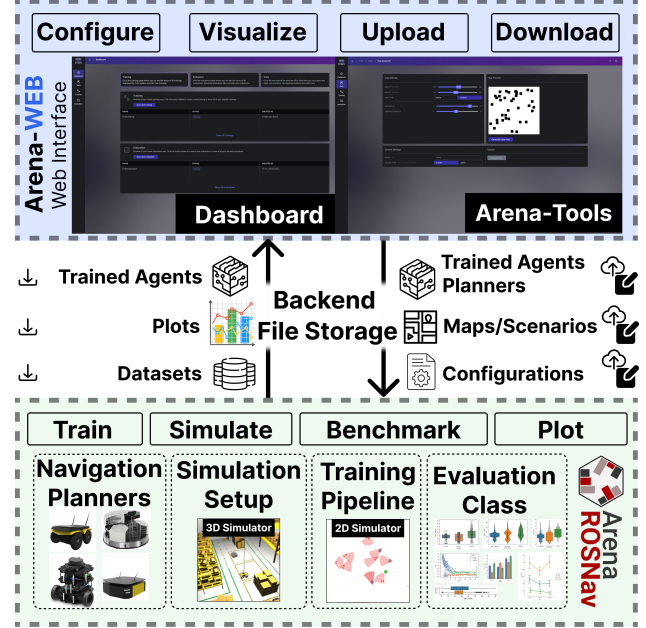 Configure
Visualize
Upload
Download
Arena-WEB
Web Interface
Dashboard
Arena-Tools
Trained Agents
Plots
Datasets
Backend
File Storage
Trained Agents
Planners
Maps/Scenarios
Configurations
Train
Simulate
Benchmark
Plot
Navigation
Planners
Simulation
Setup
3D Simulator
Training
Pipeline
2D Simulator
Evaluation
Class
Arena
ROSNav